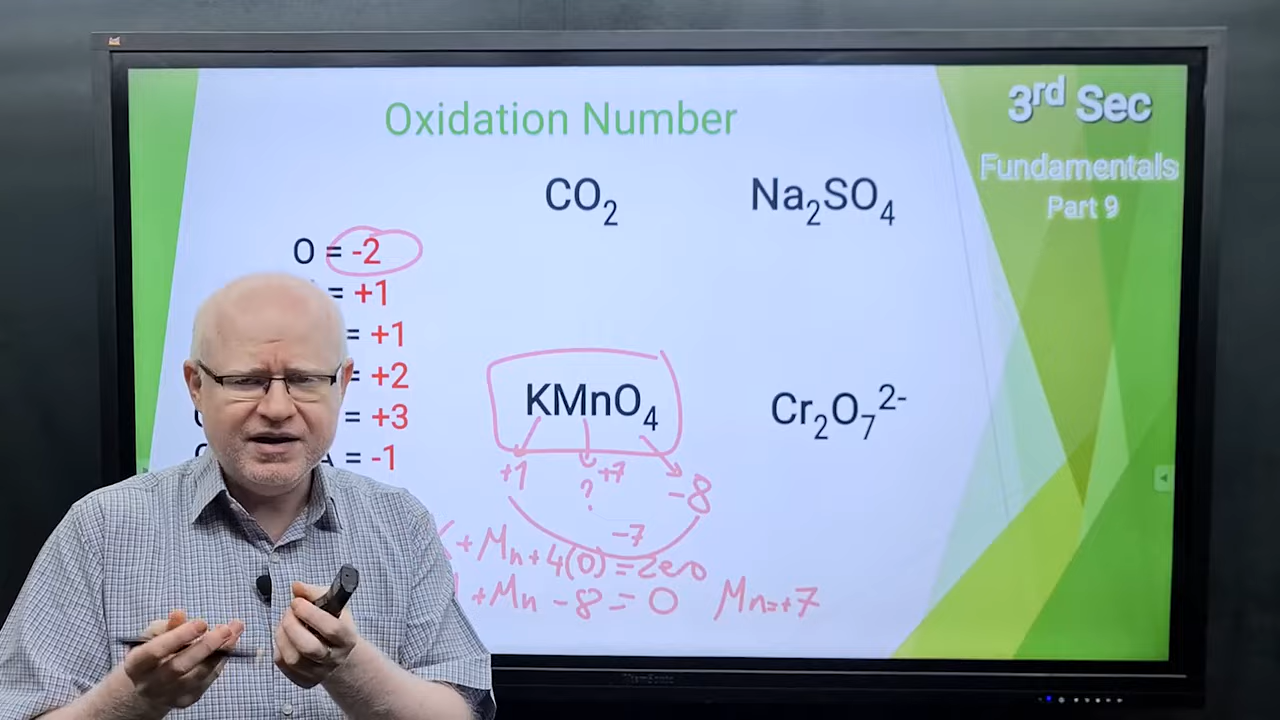 Oxidation Number
3rd Sec
Fundamentals
Part 9
CO2
Na2SO4
O = -2
= +1
= +1
= +2
= +3
= -1
KMnO4
Cr2O7 2-
+1
+7
?
-8
-7
+ Mn + 4(O) = Zero
+ Mn - 8 = 0
Mn = +7